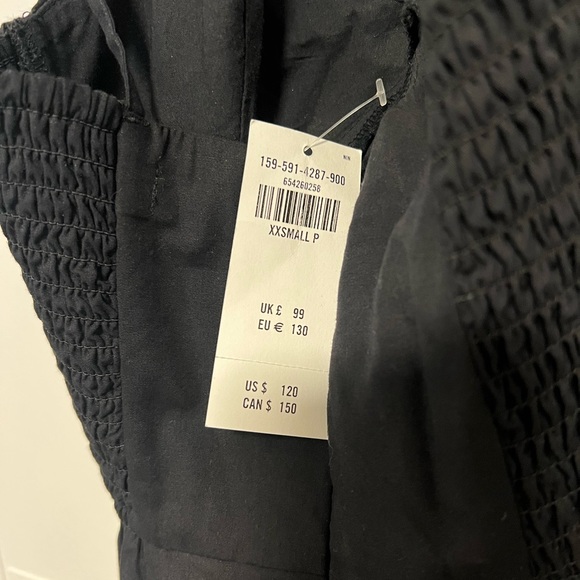 159-591-4287-900
654260258
XXSMALL P
UK £ 99
EU € 130
US $ 120
CAN $ 150